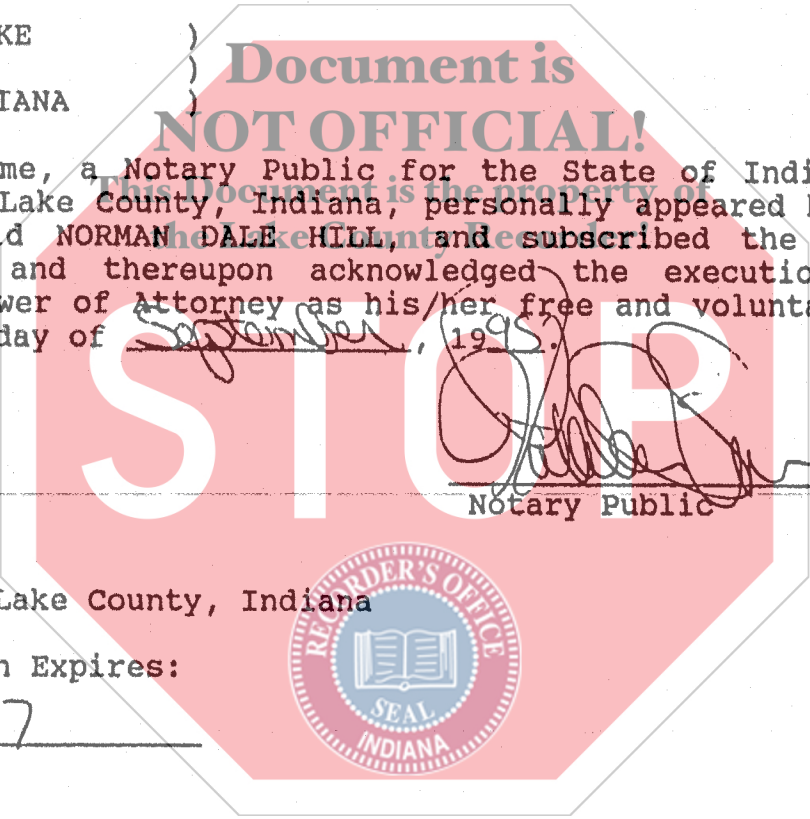 KE )
)
IANA )
Document is
NOT OFFICIAL!
This Document is the property of
the Lake County Recorder!
me, a Notary Public for the State of Indi
Lake County, Indiana, personally appeared
d NORMAN DALE HILL, and subscribed the
and thereupon acknowledged the executio
wer of Attorney as his/her free and volunta
day of September, 1995.
STOP
Notary Public
Lake County, Indiana
n Expires:
7
RECORDER'S OFFICE
SEAL
INDIANA